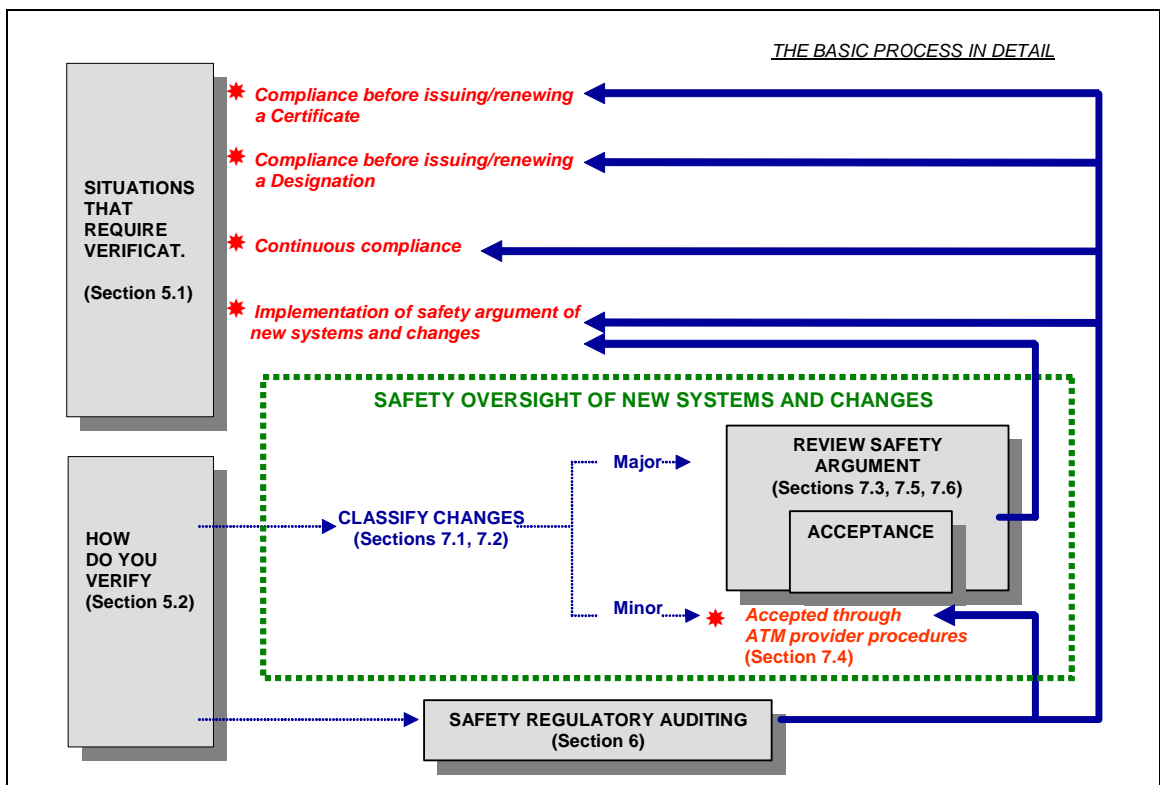 THE BASIC PROCESS IN DETAIL
SITUATIONS
THAT
REQUIRE
VERIFICAT.
(Section 5.1)
Compliance before issuing/renewing
a Certificate
Compliance before issuing/renewing
a Designation
Continuous compliance
Implementation of safety argument of
new systems and changes
SAFETY OVERSIGHT OF NEW SYSTEMS AND CHANGES
HOW
DO YOU
VERIFY
(Section 5.2)
CLASSIFY CHANGES
(Sections 7.1, 7.2)
Major
REVIEW SAFETY
ARGUMENT
(Sections 7.3, 7.5, 7.6)
ACCEPTANCE
Minor
Accepted through
ATM provider procedures
(Section 7.4)
SAFETY REGULATORY AUDITING
(Section 6)